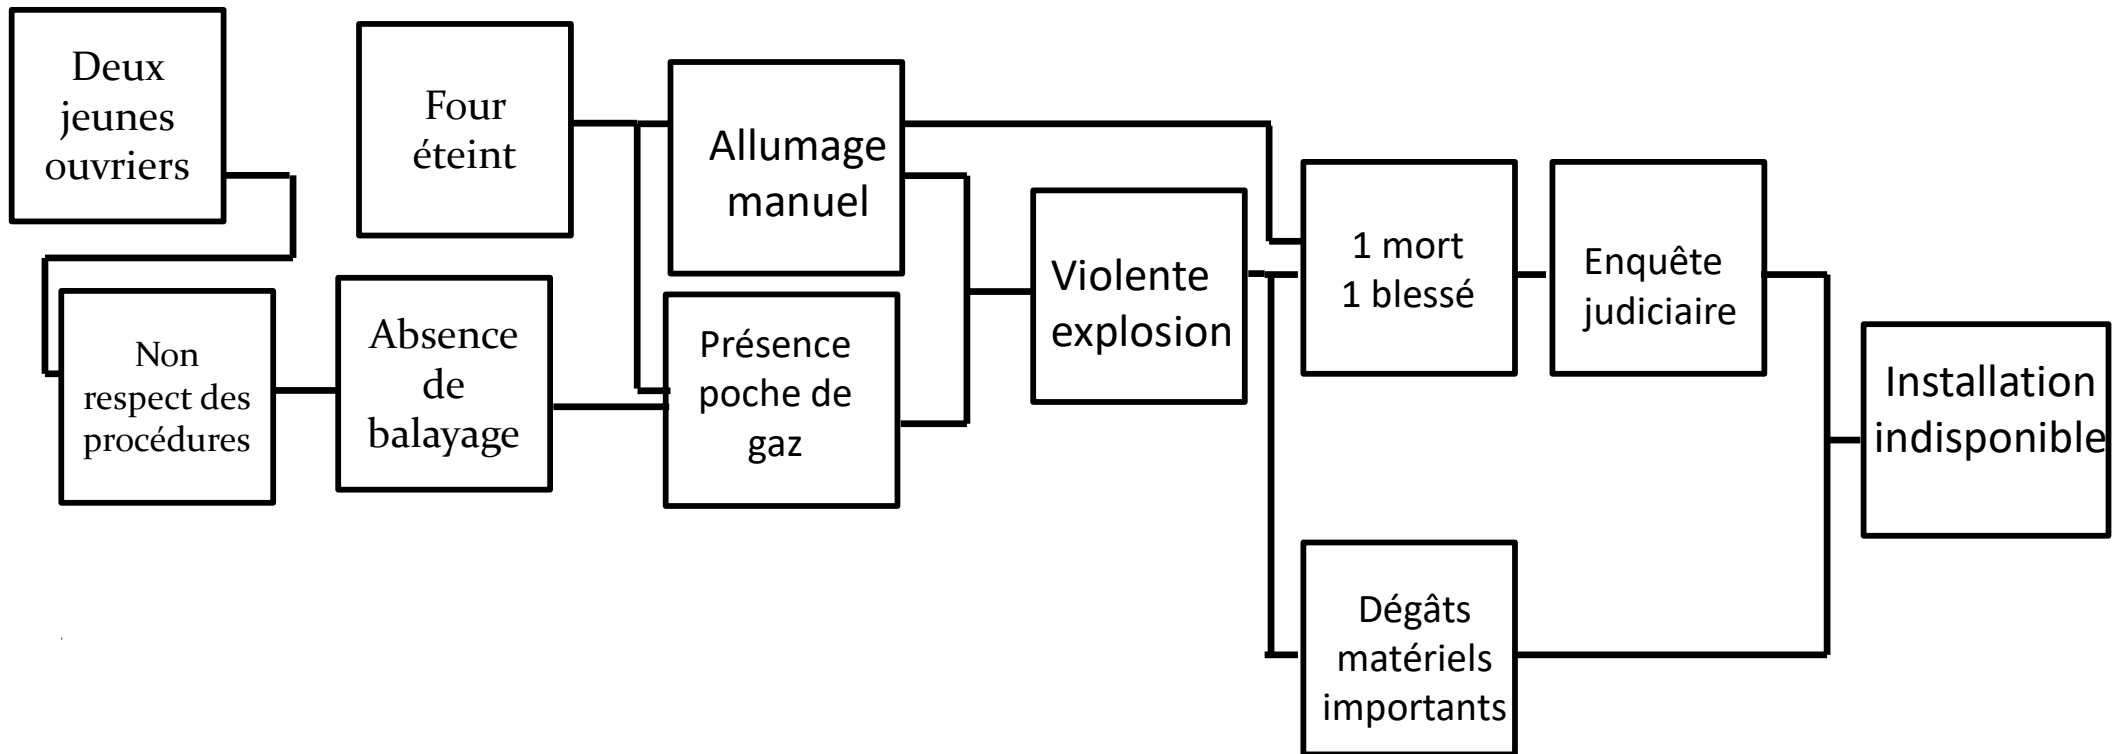 Deux
jeunes
ouvriers
Four
éteint
Allumage
manuel
Non
respect des
procédures
Absence
de
balayage
Présence
poche de
gaz
Violente
explosion
1 mort
1 blessé
Enquête
judiciaire
Dégâts
matériels
importants
Installation
indisponible